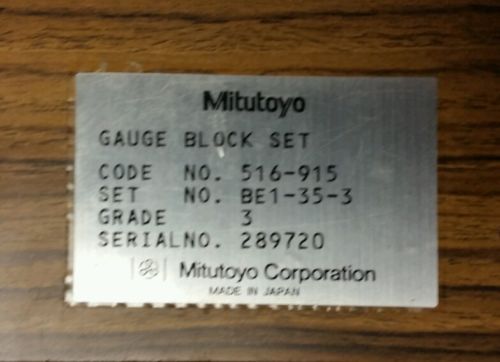 Mitutoyo
GAUGE BLOCK SET
CODE NO. 516-915
SET NO. BE1-35-3
GRADE 3
SERIALNO. 289720
Mitutoyo Corporation
MADE IN JAPAN